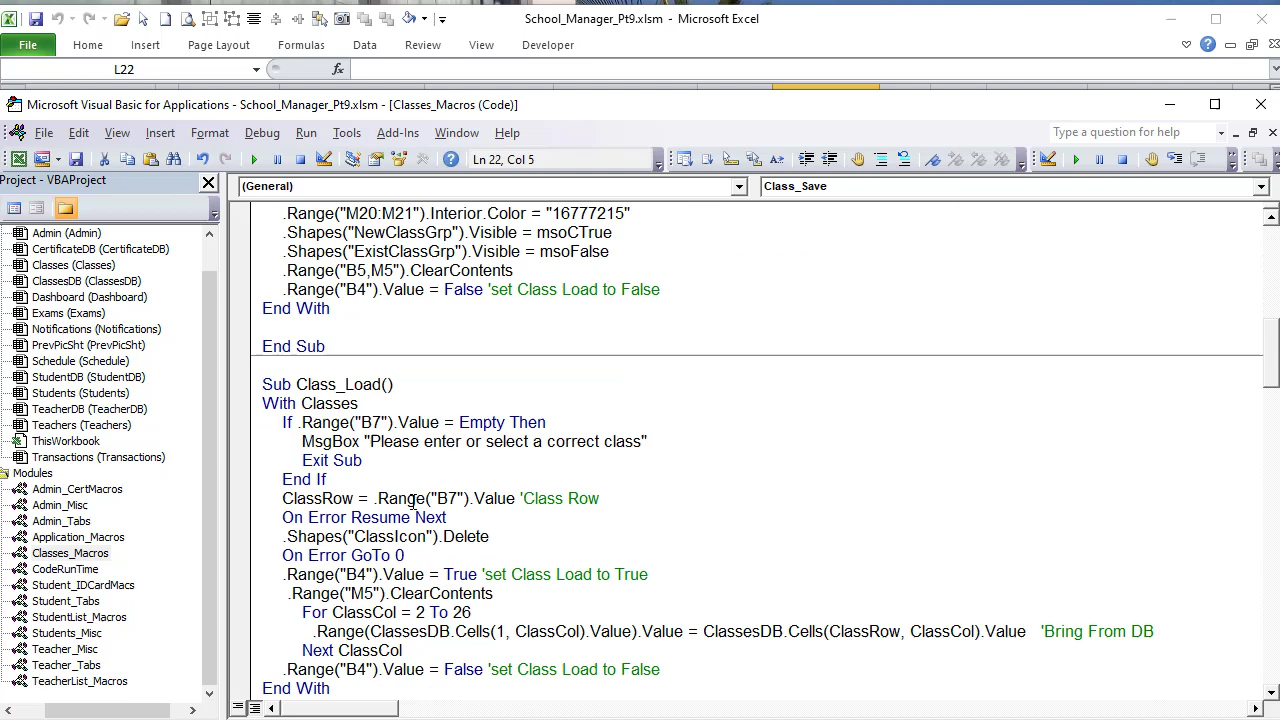 School_Manager_Pt9.xlsm - Microsoft Excel
File Home Insert Page Layout Formulas Data Review View Developer
L22 fx
Microsoft Visual Basic for Applications - School_Manager_Pt9.xlsm - [Classes_Macros (Code)]
File Edit View Insert Format Debug Run Tools Add-Ins Window Help Type a question for help
Ln 22, Col 5
Project - VBAProject
(General) Class_Save
Admin (Admin)
CertificateDB (CertificateDB)
Classes (Classes)
ClassesDB (ClassesDB)
Dashboard (Dashboard)
Exams (Exams)
Notifications (Notifications)
PrevPicSht (PrevPicSht)
Schedule (Schedule)
StudentDB (StudentDB)
Students (Students)
TeacherDB (TeacherDB)
Teachers (Teachers)
ThisWorkbook
Transactions (Transactions)
Modules
Admin_CertMacros
Admin_Misc
Admin_Tabs
Application_Macros
Classes_Macros
CodeRunTime
Student_IDCardMacs
Student_Tabs
StudentList_Macros
Students_Misc
Teacher_Misc
Teacher_Tabs
TeacherList_Macros
.Range("M20:M21").Interior.Color = "16777215"
.Shapes("NewClassGrp").Visible = msoCTrue
.Shapes("ExistClassGrp").Visible = msoFalse
.Range("B5,M5").ClearContents
.Range("B4").Value = False 'set Class Load to False
End With
End Sub
Sub Class_Load()
With Classes
If .Range("B7").Value = Empty Then
MsgBox "Please enter or select a correct class"
Exit Sub
End If
ClassRow = .Range("B7").Value 'Class Row
On Error Resume Next
.Shapes("ClassIcon").Delete
On Error GoTo 0
.Range("B4").Value = True 'set Class Load to True
.Range("M5").ClearContents
For ClassCol = 2 To 26
.Range(ClassesDB.Cells(1, ClassCol).Value).Value = ClassesDB.Cells(ClassRow, ClassCol).Value 'Bring From DB
Next ClassCol
.Range("B4").Value = False 'set Class Load to False
End With